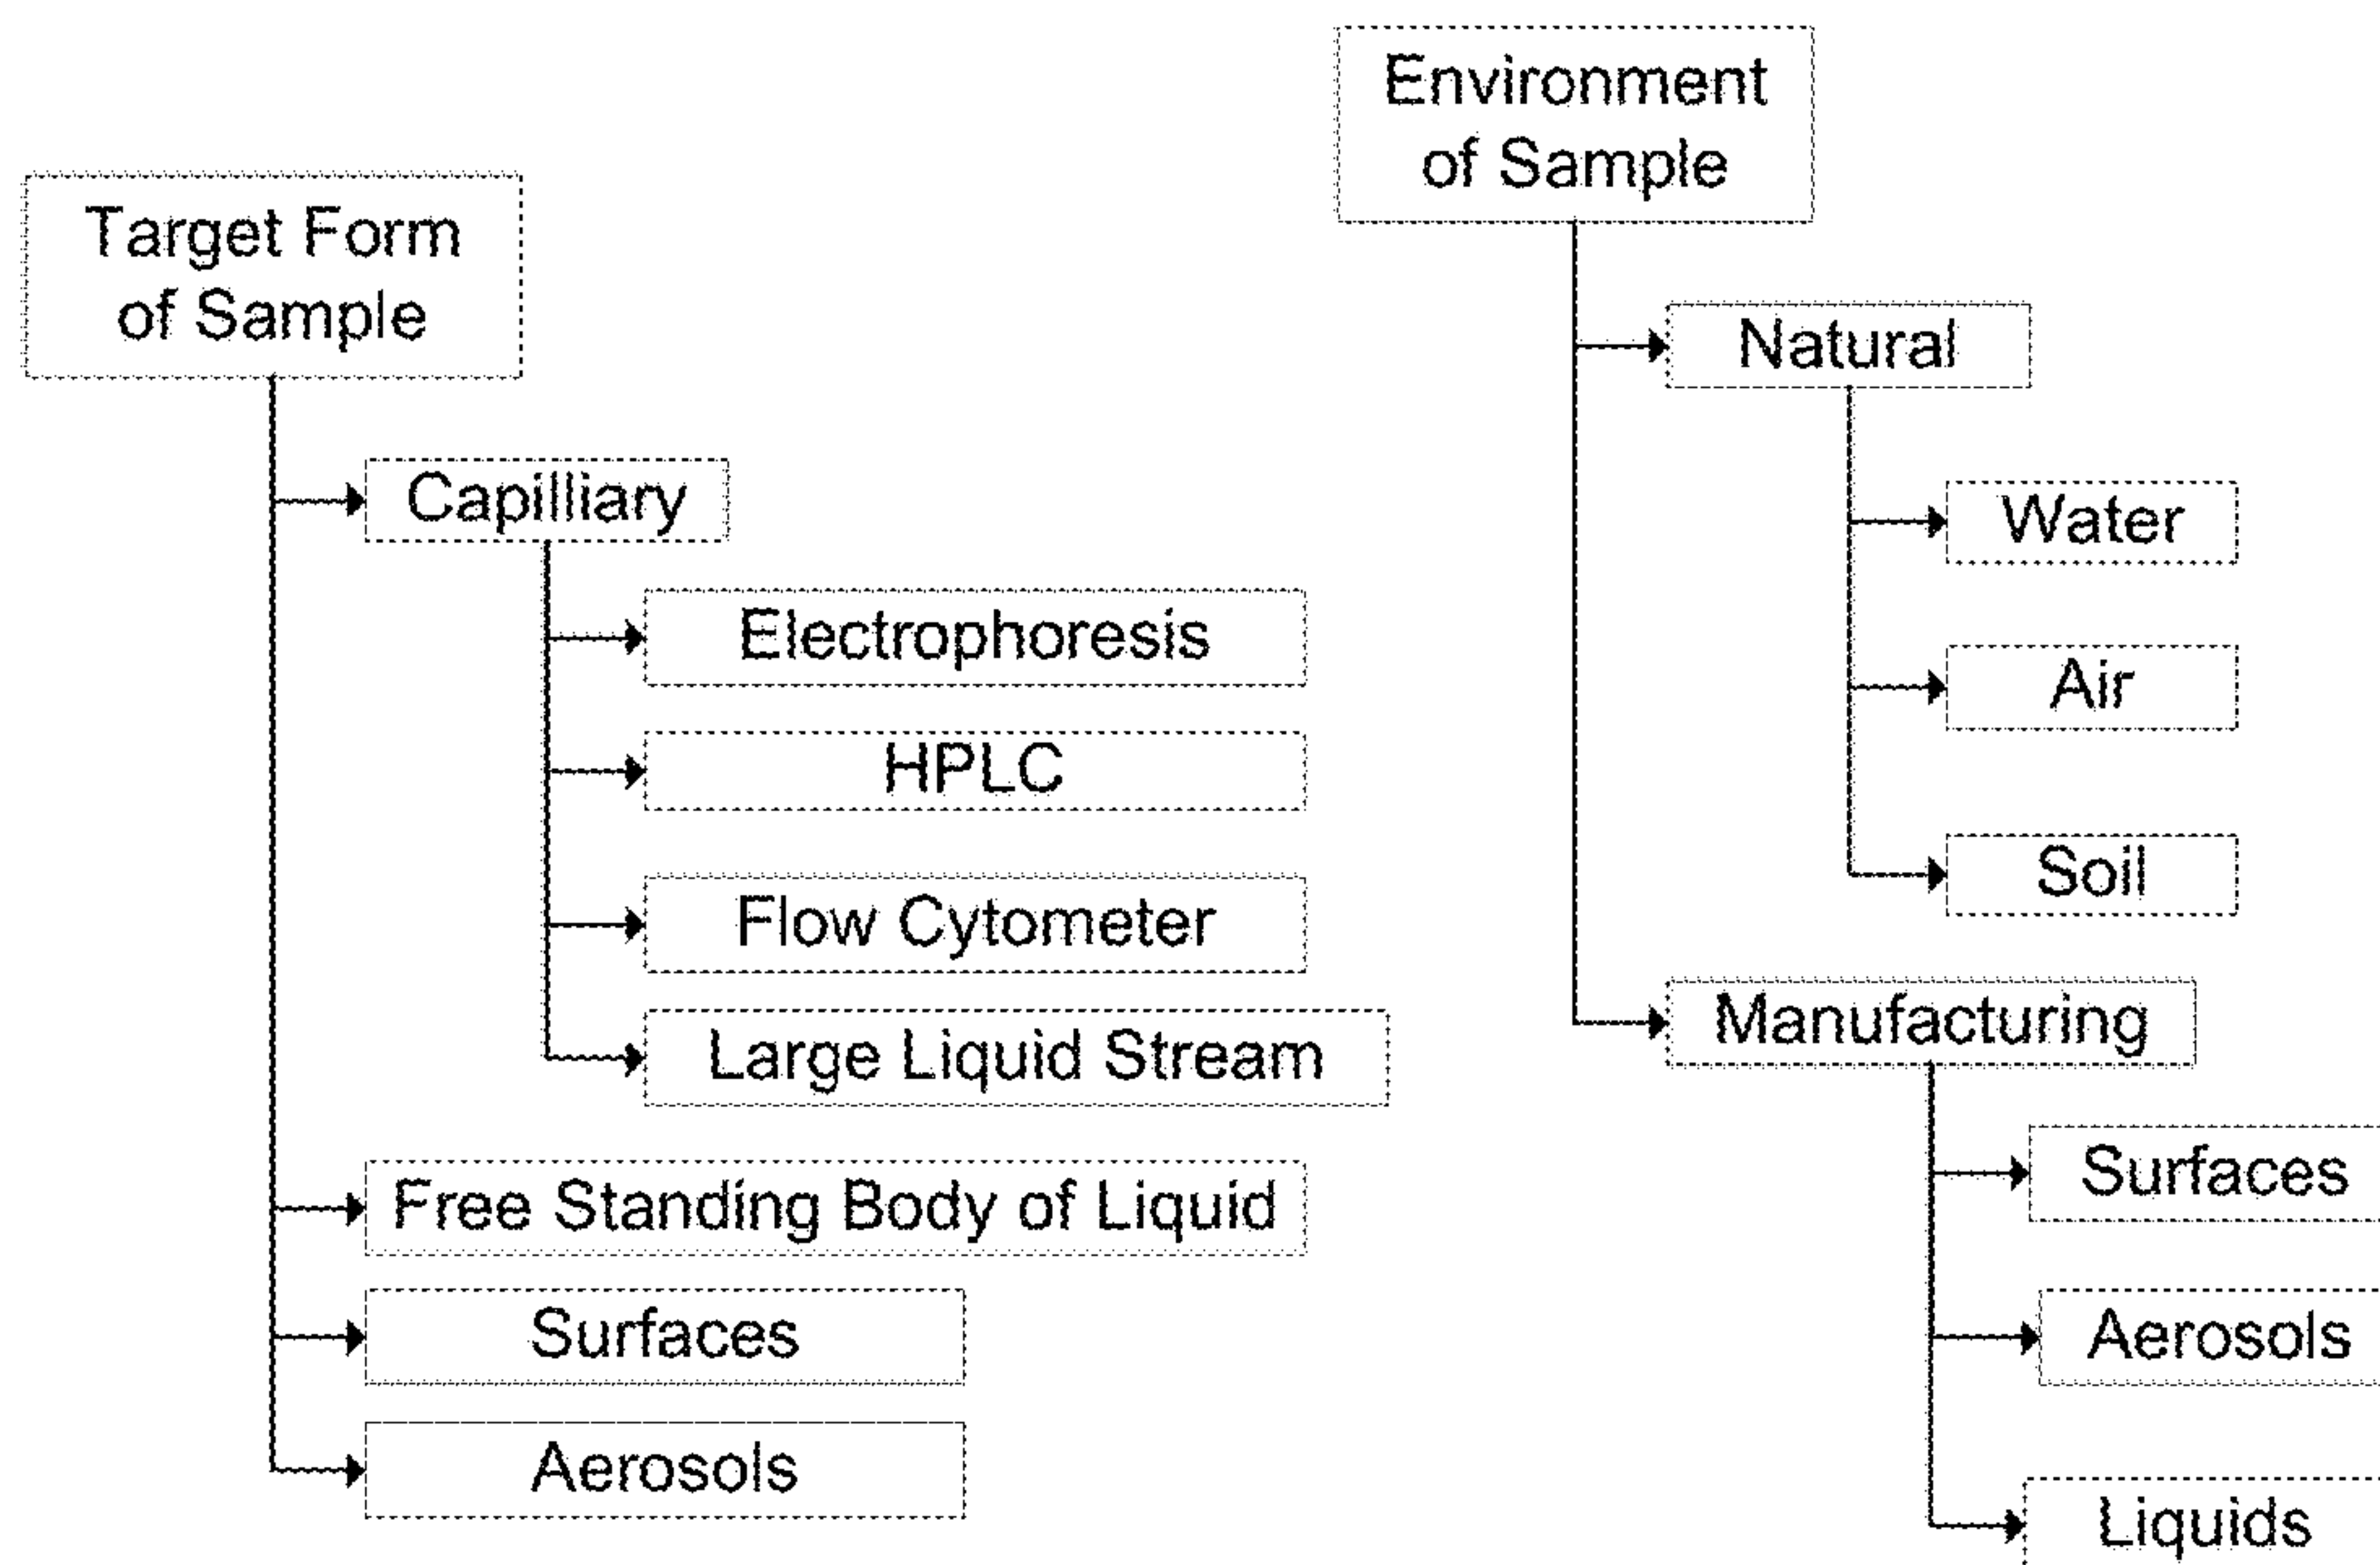 Target Form
of Sample
Capilliary
Electrophoresis
HPLC
Flow Cytometer
Large Liquid Stream
Free Standing Body of Liquid
Surfaces
Aerosols
Environment
of Sample
Natural
Water
Air
Soil
Manufacturing
Surfaces
Aerosols
Liquids